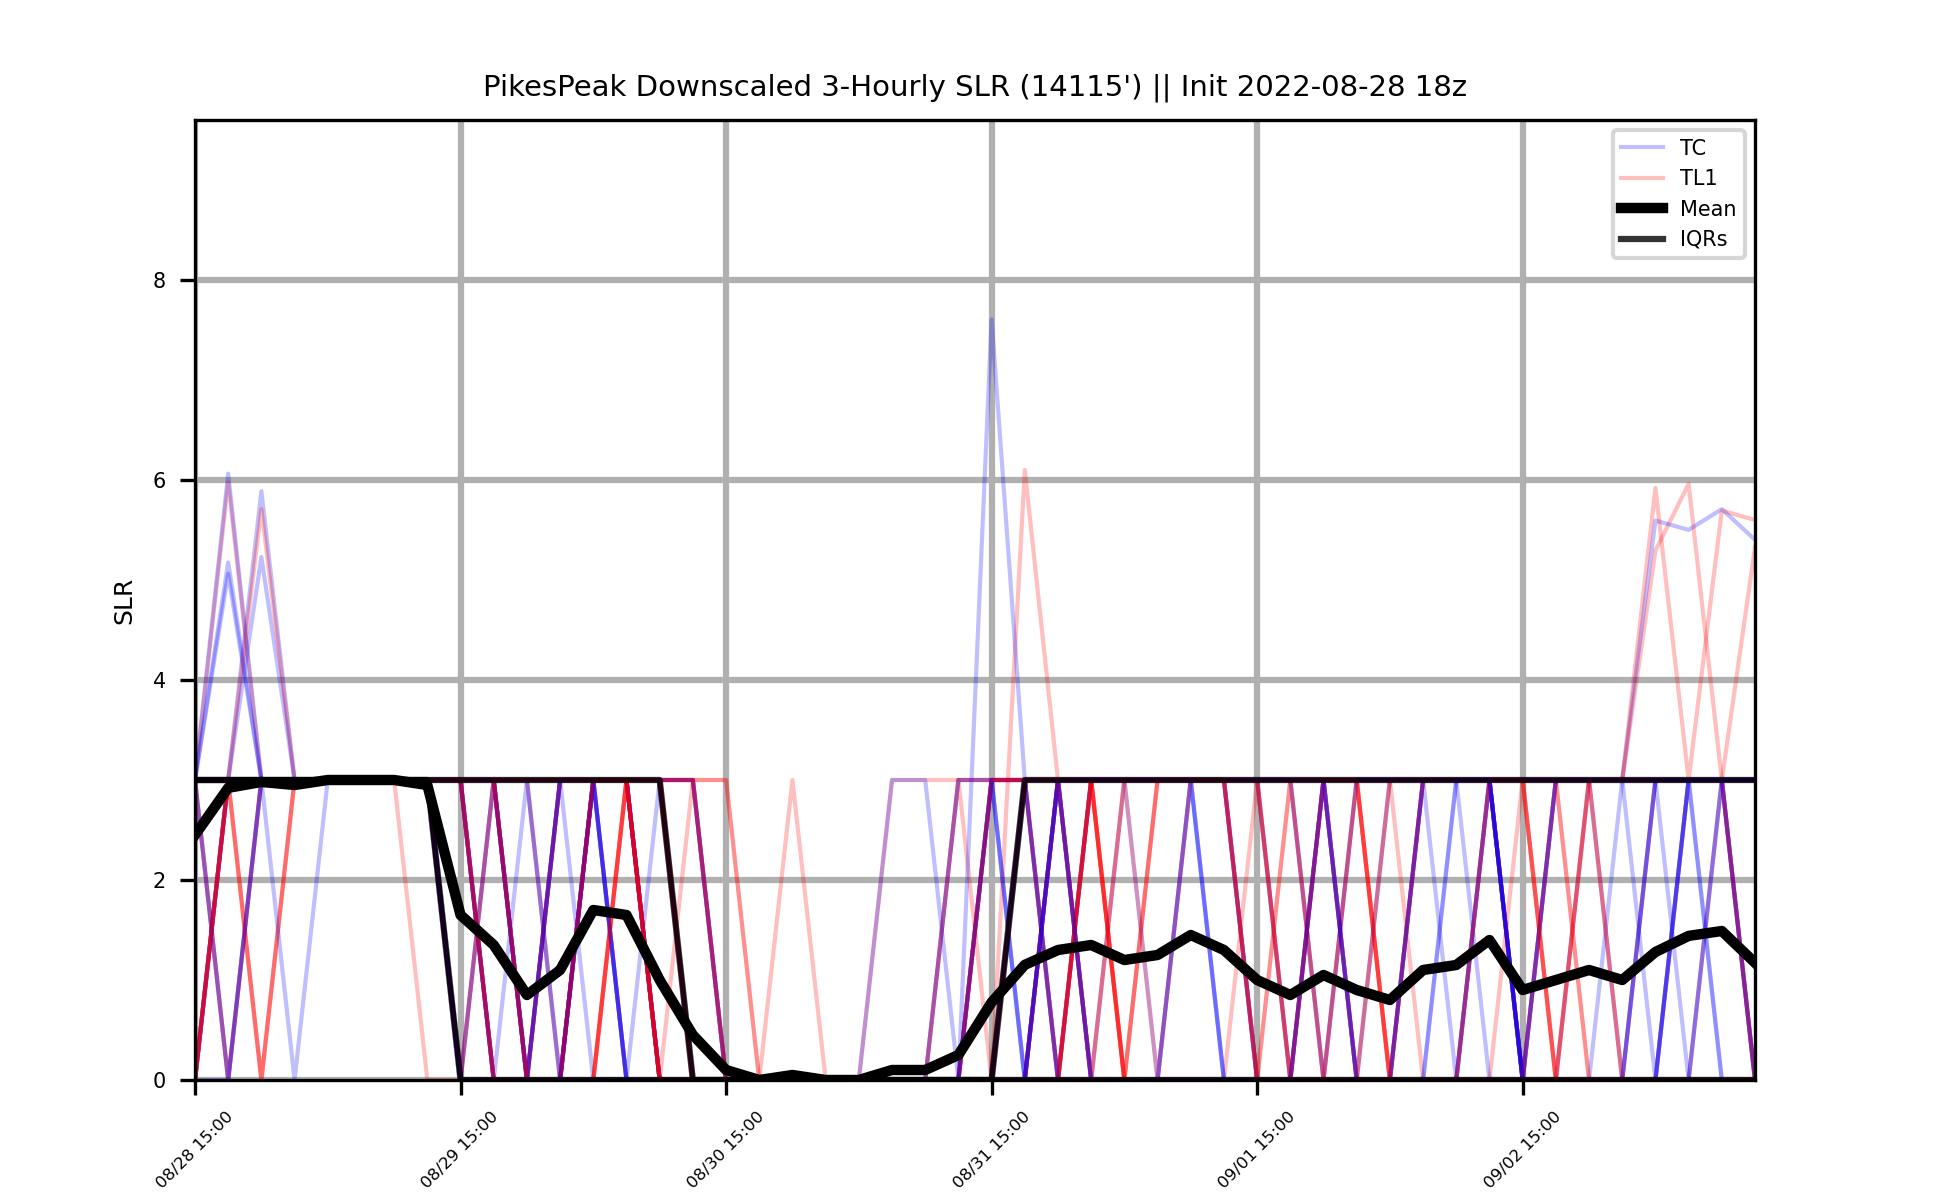 PikesPeak Downscaled 3-Hourly SLR (14115') || Init 2022-08-28 18z
TC
TL1
Mean
IQRs
SLR
8
6
4
2
0
08/28 15:00
08/29 15:00
08/30 15:00
08/31 15:00
09/01 15:00
09/02 15:00